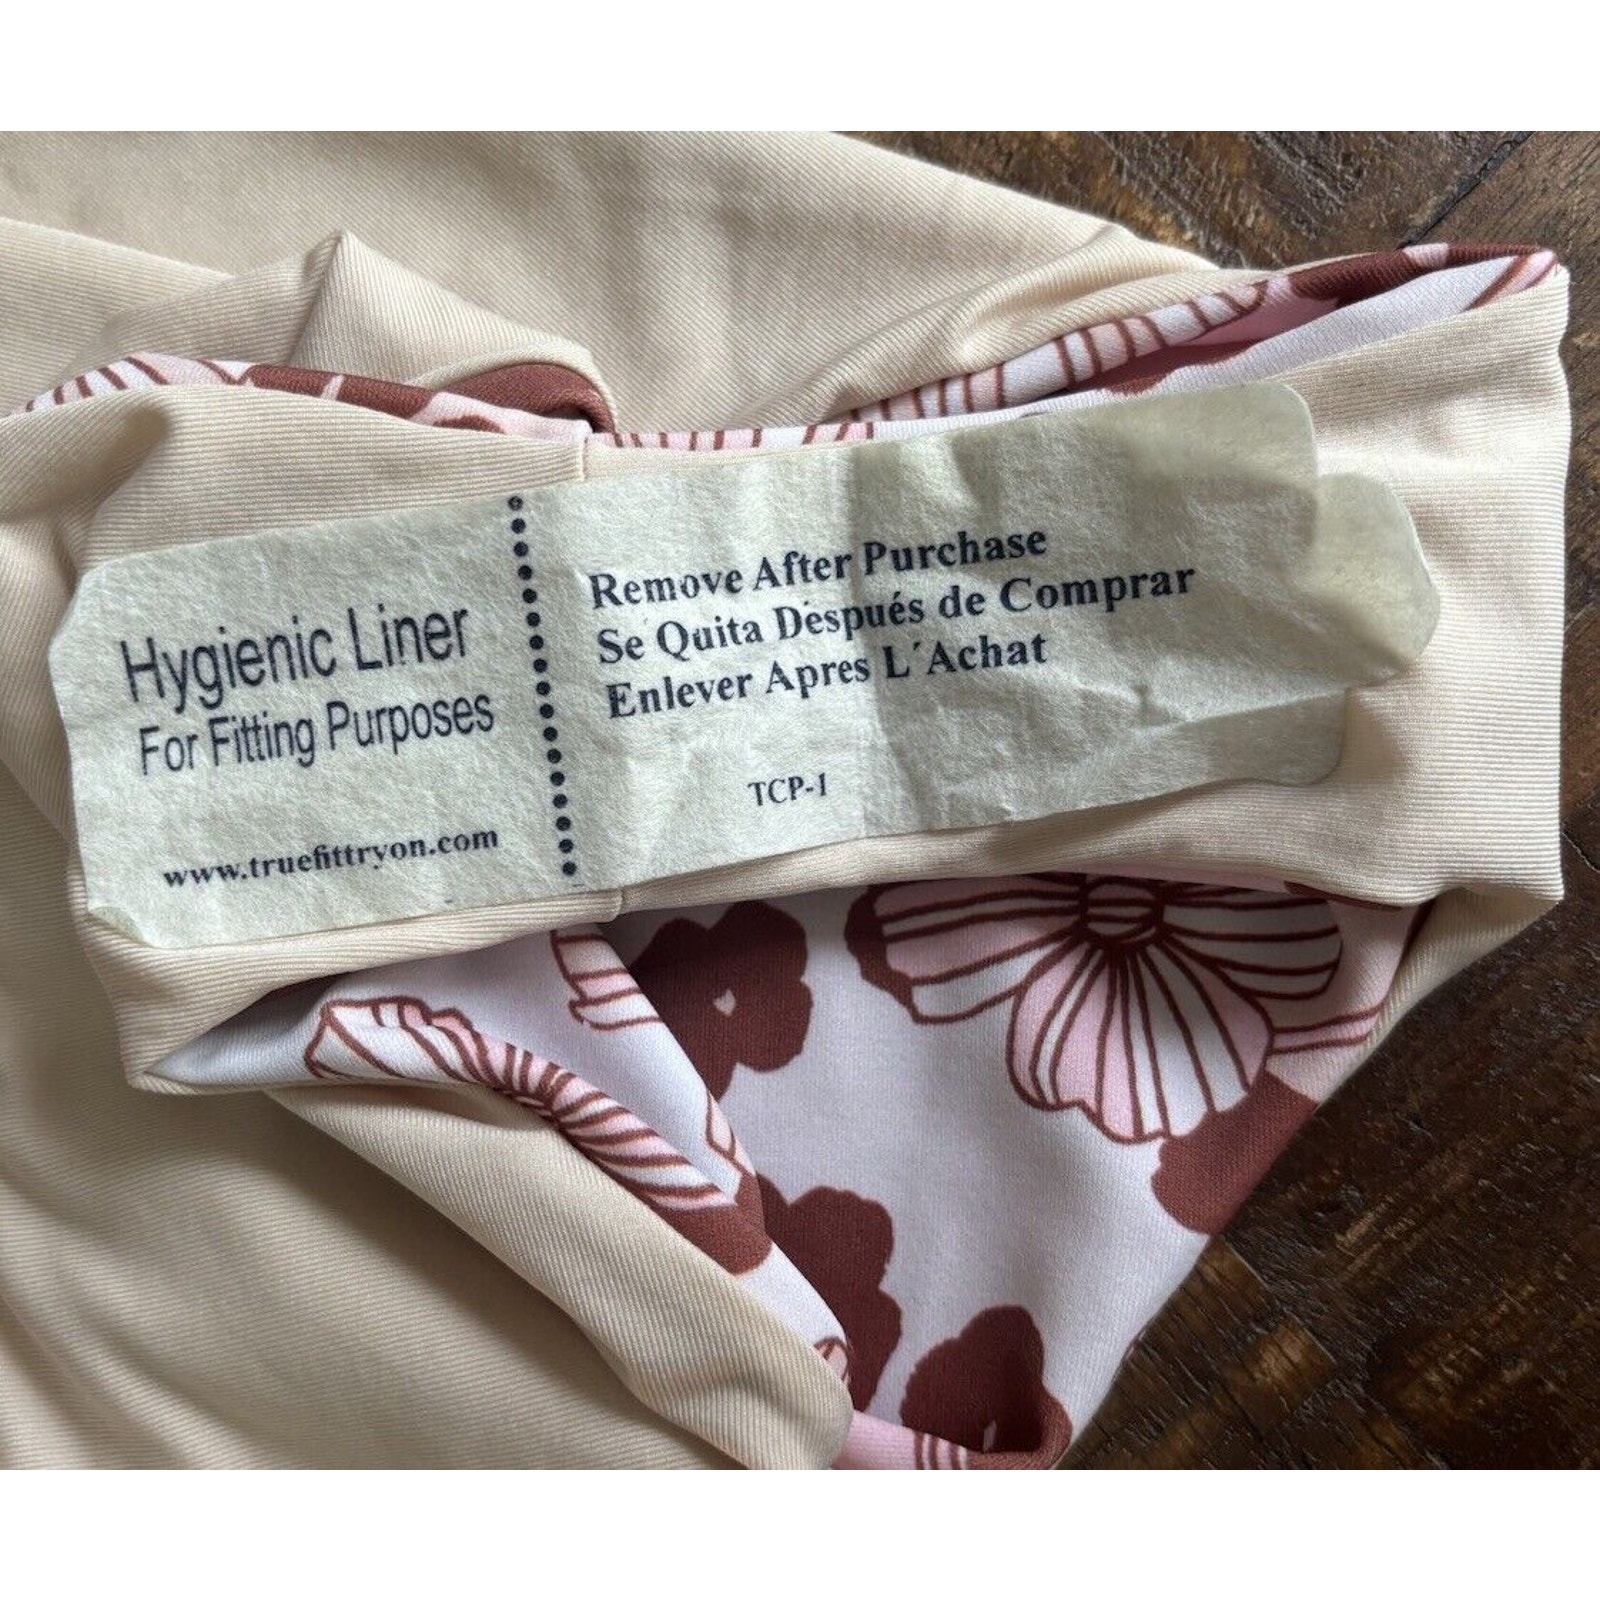 Hygienic Liner
For Fitting Purposes
www.truefittryon.com
Remove After Purchase
Se Quita Después de Comprar
Enlever Apres L´Achat
TCP-1